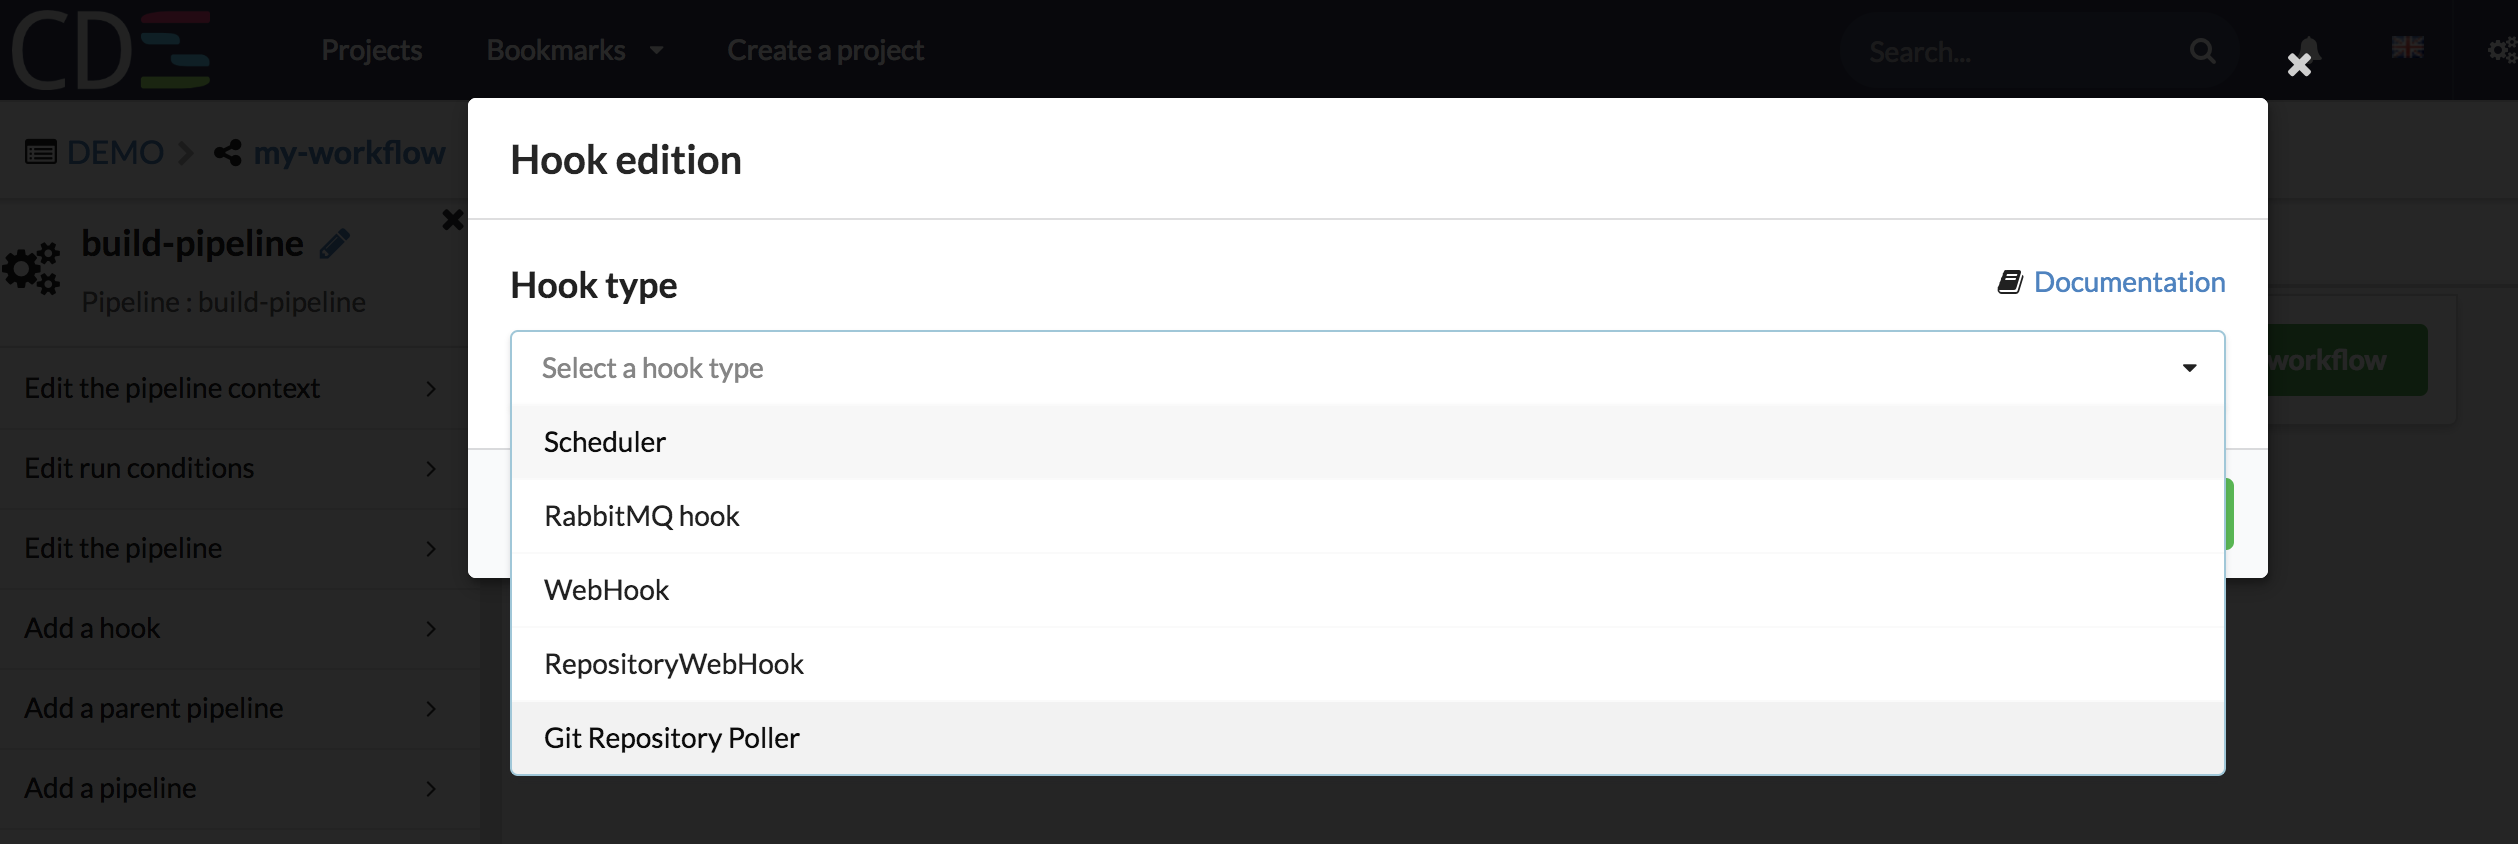 CD
Projects Bookmarks Create a project Search...
DEMO my-workflow
build-pipeline
Pipeline : build-pipeline
Edit the pipeline context
Edit run conditions
Edit the pipeline
Add a hook
Add a parent pipeline
Add a pipeline
Hook edition
Hook type Documentation
Select a hook type
Scheduler
RabbitMQ hook
WebHook
RepositoryWebHook
Git Repository Poller
workflow